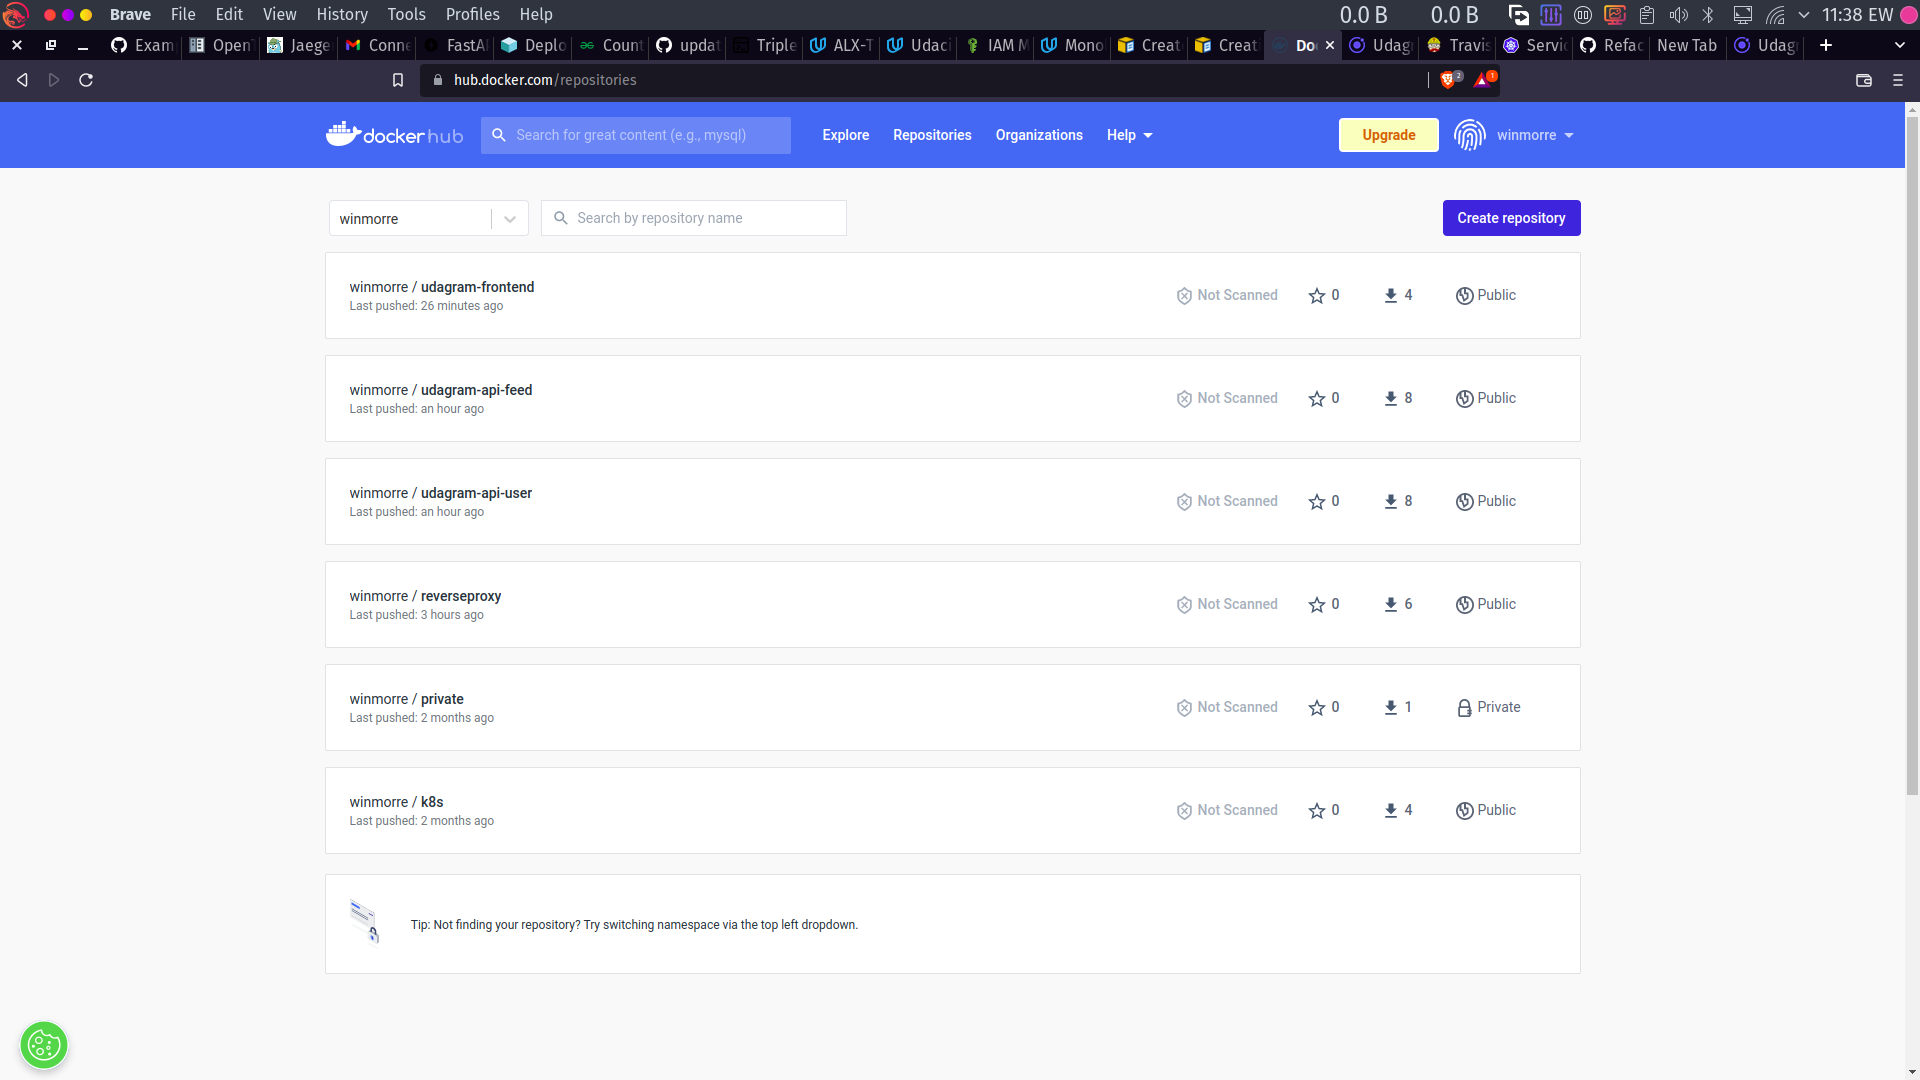 Brave File Edit View History Tools Profiles Help 0.0 B 0.0 B 11:38 EW
Exam Open Jaege Conne FastA Deplo Count updat Triple ALX-T Udaci IAM M Mono Creat Creat Do Udag Travis Servic Refac New Tab Udag
hub.docker.com/repositories 2 1
docker hub Search for great content (e.g., mysql) Explore Repositories Organizations Help Upgrade winmorre
winmorre Search by repository name Create repository
winmorre / udagram-frontend
Last pushed: 26 minutes ago
Not Scanned 0 4 Public
winmorre / udagram-api-feed
Last pushed: an hour ago
Not Scanned 0 8 Public
winmorre / udagram-api-user
Last pushed: an hour ago
Not Scanned 0 8 Public
winmorre / reverseproxy
Last pushed: 3 hours ago
Not Scanned 0 6 Public
winmorre / private
Last pushed: 2 months ago
Not Scanned 0 1 Private
winmorre / k8s
Last pushed: 2 months ago
Not Scanned 0 4 Public
Tip: Not finding your repository? Try switching namespace via the top left dropdown.